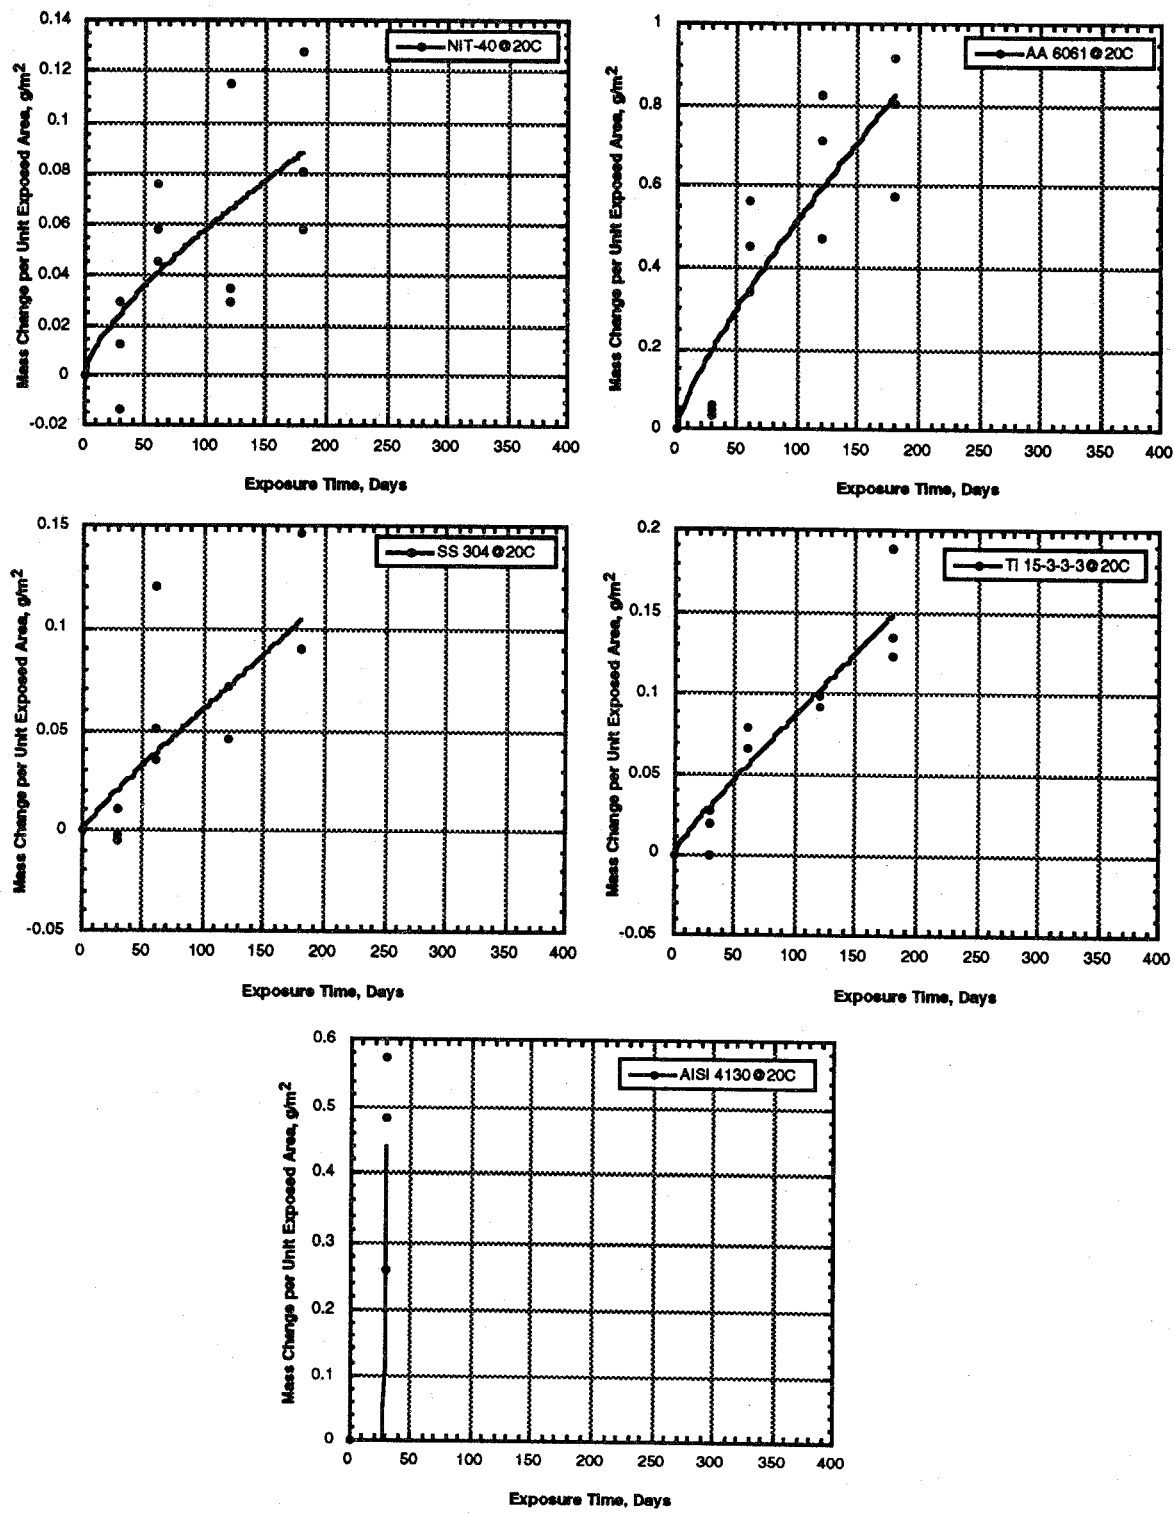 NIT-40@20C
Mass Change per Unit Exposed Area, g/m2
0.14
0.12
0.1
0.08
0.06
0.04
0.02
0
-0.02
0 50 100 150 200 250 300 350 400
Exposure Time, Days
AA 6061@20C
Mass Change per Unit Exposed Area, g/m2
1
0.8
0.6
0.4
0.2
0
0 50 100 150 200 250 300 350 400
Exposure Time, Days
SS 304@20C
Mass Change per Unit Exposed Area, g/m2
0.15
0.1
0.05
0
-0.05
0 50 100 150 200 250 300 350 400
Exposure Time, Days
TI 15-3-3-3@20C
Mass Change per Unit Exposed Area, g/m2
0.2
0.15
0.1
0.05
0
-0.05
0 50 100 150 200 250 300 350 400
Exposure Time, Days
AISI 4130@20C
Mass Change per Unit Exposed Area, g/m2
0.6
0.5
0.4
0.3
0.2
0.1
0
0 50 100 150 200 250 300 350 400
Exposure Time, Days